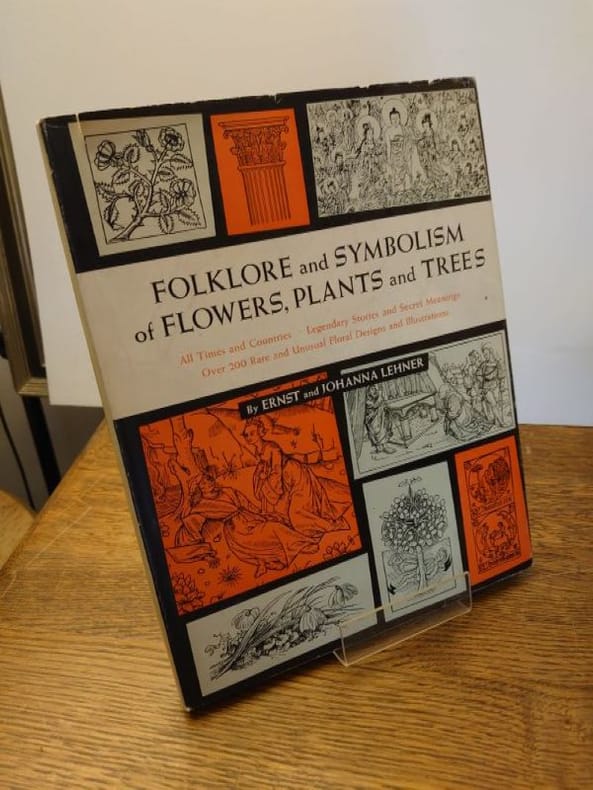 FOLKLORE and SYMBOLISM
of FLOWERS, PLANTS and TREES
All Times and Countries · Legendary Stories and Secret Meanings
Over 200 Rare and Unusual Floral Designs and Illustrations
By ERNST and JOHANNA LEHNER